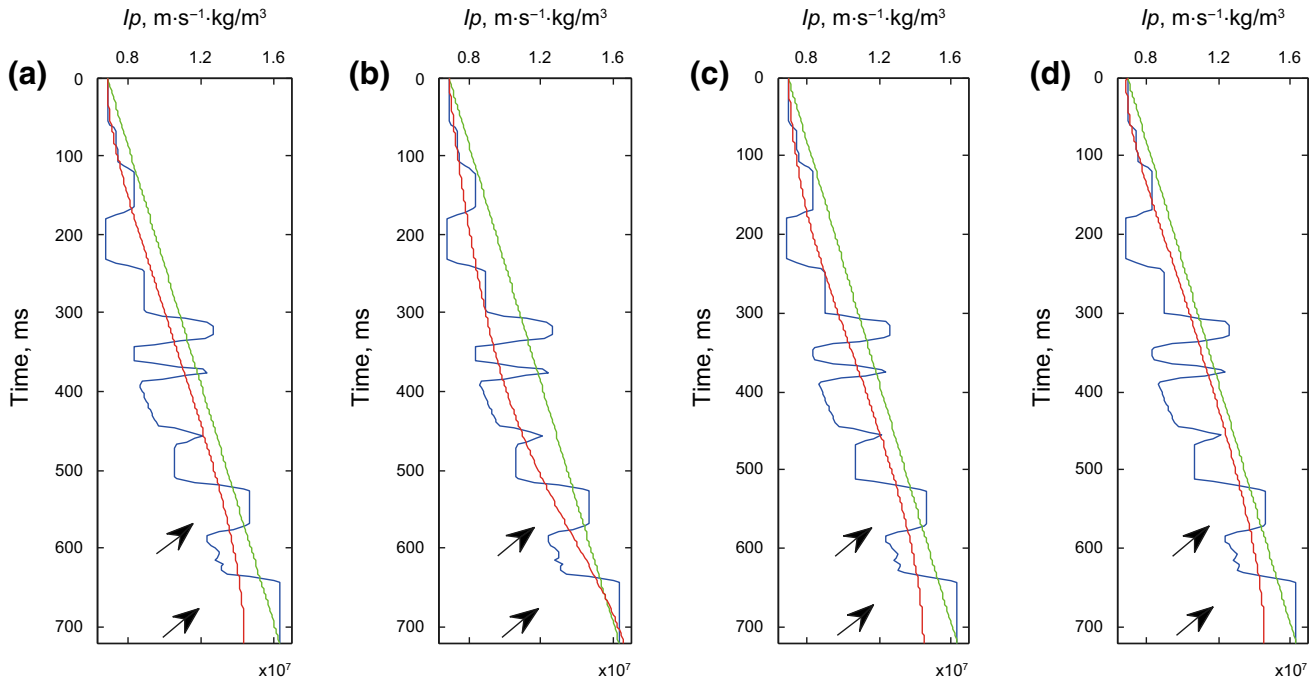 Ip, m·s⁻¹·kg/m³ Ip, m·s⁻¹·kg/m³ Ip, m·s⁻¹·kg/m³ Ip, m·s⁻¹·kg/m³
0.8 1.2 1.6 0.8 1.2 1.6 0.8 1.2 1.6 0.8 1.2 1.6
(a) (b) (c) (d)
0 0 0 0
100 100 100 100
200 200 200 200
300 300 300 300
Time, ms Time, ms Time, ms Time, ms
400 400 400 400
500 500 500 500
600 600 600 600
700 700 700 700
x10⁷ x10⁷ x10⁷ x10⁷